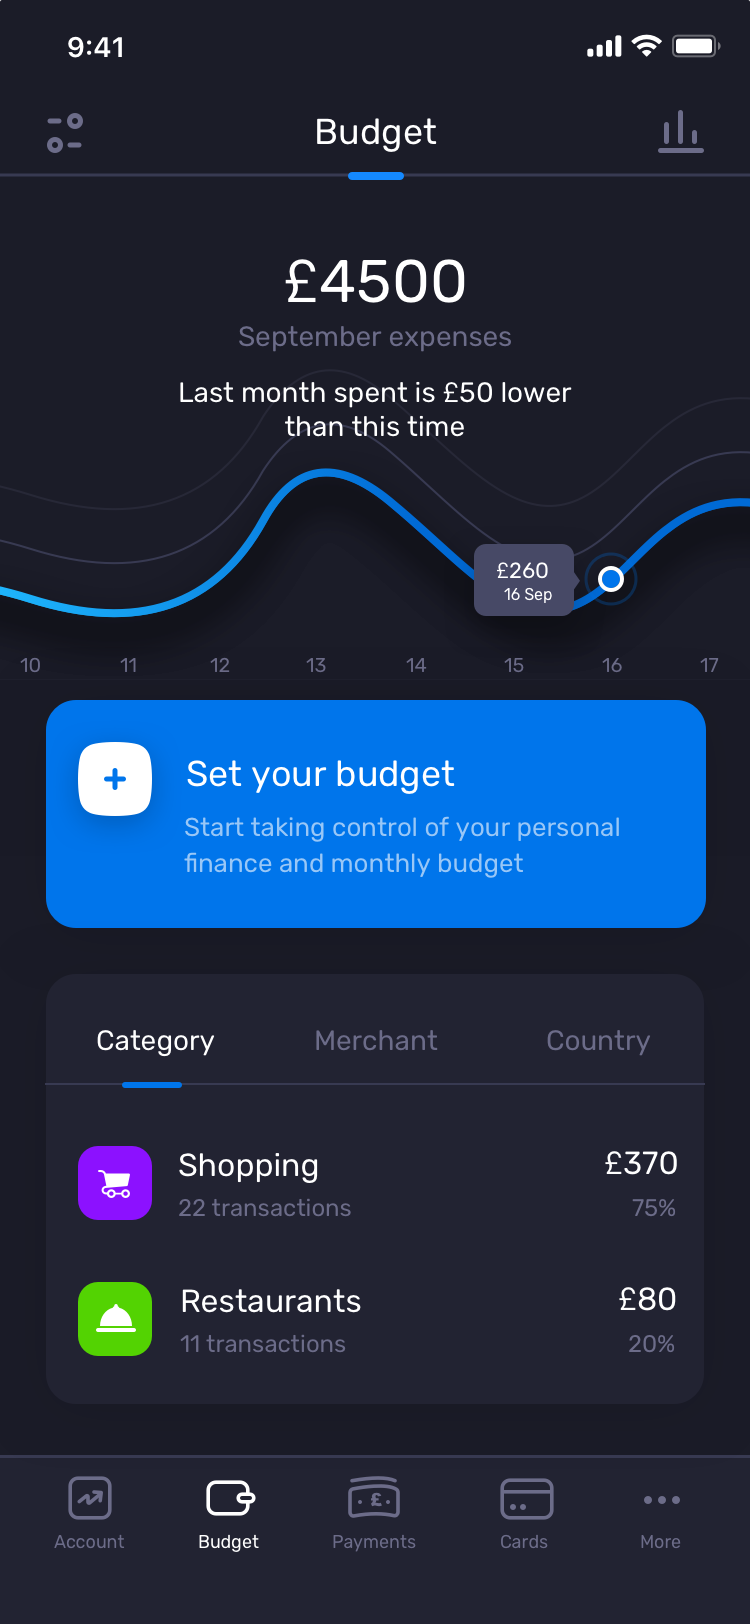 9:41
Budget
£4500
September expenses
Last month spent is £50 lower
than this time
£260
16 Sep
10 11 12 13 14 15 16 17
Set your budget
Start taking control of your personal
finance and monthly budget
Category Merchant Country
Shopping £370
22 transactions 75%
Restaurants £80
11 transactions 20%
£
Account Budget Payments Cards More